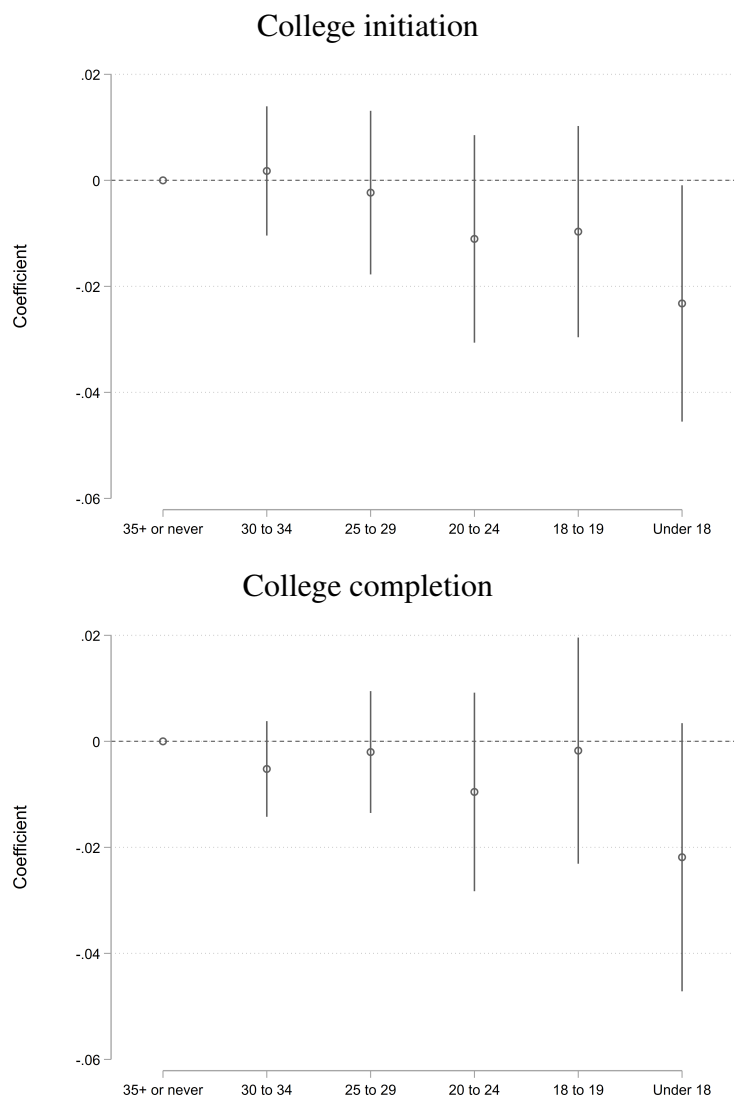 College initiation
.02
0
-.02
-.04
-.06
Coefficient
35+ or never 30 to 34 25 to 29 20 to 24 18 to 19 Under 18
College completion
.02
0
-.02
-.04
-.06
Coefficient
35+ or never 30 to 34 25 to 29 20 to 24 18 to 19 Under 18